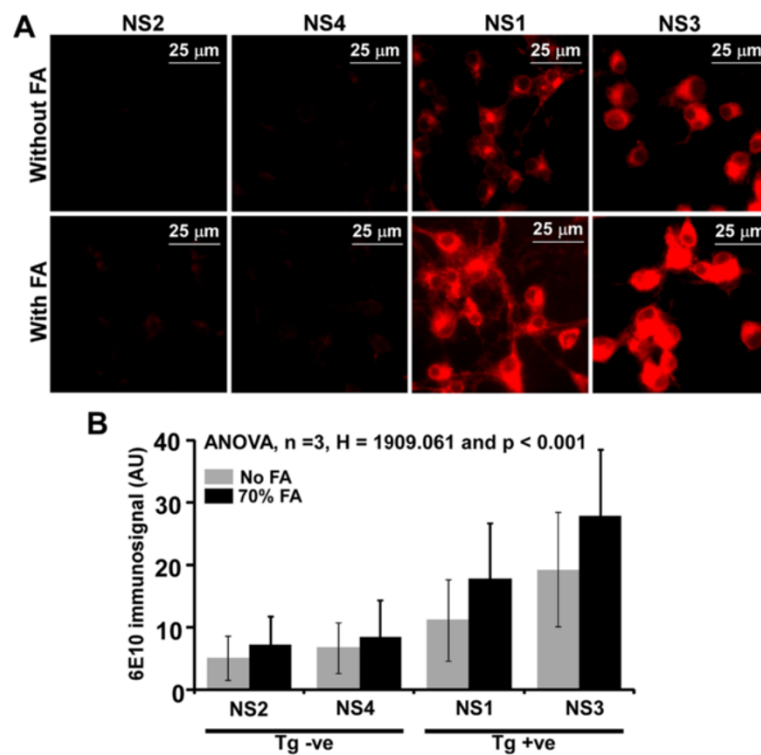 A
NS2 NS4 NS1 NS3
Without FA
25 μm 25 μm 25 μm 25 μm
With FA
25 μm 25 μm 25 μm 25 μm
B
ANOVA, n =3, H = 1909.061 and p < 0.001
No FA
70% FA
6E10 immunosignal (AU)
40
30
20
10
0
NS2 NS4 NS1 NS3
Tg -ve Tg +ve